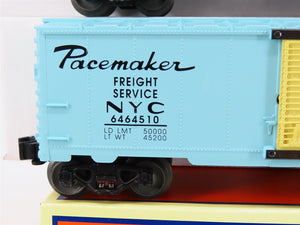 Pacemaker
FREIGHT
SERVICE
NYC
6464510
LD LMT 50000
LT WT 45200